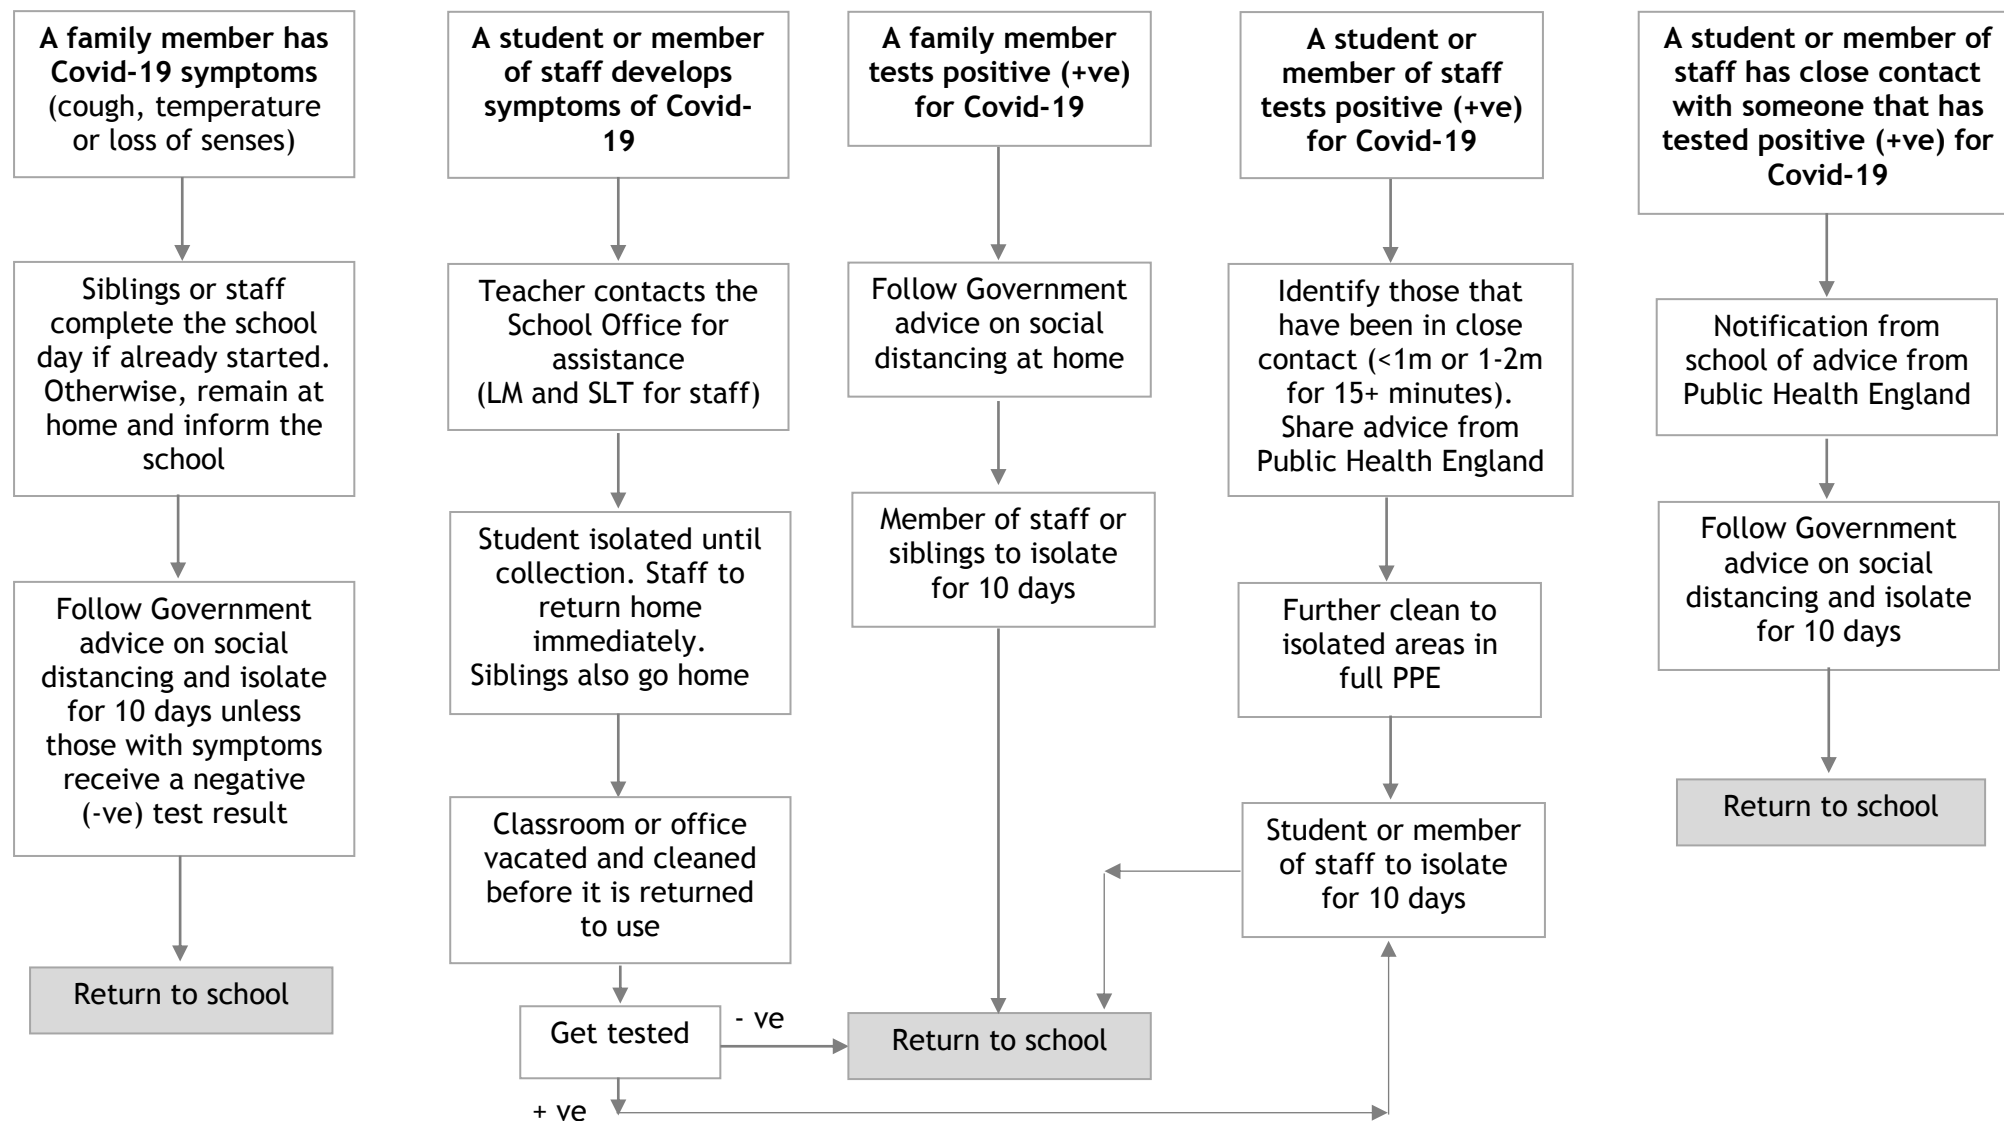 A family member has
Covid-19 symptoms
(cough, temperature
or loss of senses)
Siblings or staff
complete the school
day if already started.
Otherwise, remain at
home and inform the
school
Follow Government
advice on social
distancing and isolate
for 10 days unless
those with symptoms
receive a negative
(-ve) test result
Return to school
A student or member
of staff develops
symptoms of Covid-
19
Teacher contacts the
School Office for
assistance
(LM and SLT for staff)
Student isolated until
collection. Staff to
return home
immediately.
Siblings also go home
Classroom or office
vacated and cleaned
before it is returned
to use
Get tested
- ve
+ ve
A family member
tests positive (+ve)
for Covid-19
Follow Government
advice on social
distancing at home
Member of staff or
siblings to isolate
for 10 days
Return to school
A student or
member of staff
tests positive (+ve)
for Covid-19
Identify those that
have been in close
contact (<1m or 1-2m
for 15+ minutes).
Share advice from
Public Health England
Further clean to
isolated areas in
full PPE
Student or member
of staff to isolate
for 10 days
A student or member of
staff has close contact
with someone that has
tested positive (+ve) for
Covid-19
Notification from
school of advice from
Public Health England
Follow Government
advice on social
distancing and isolate
for 10 days
Return to school